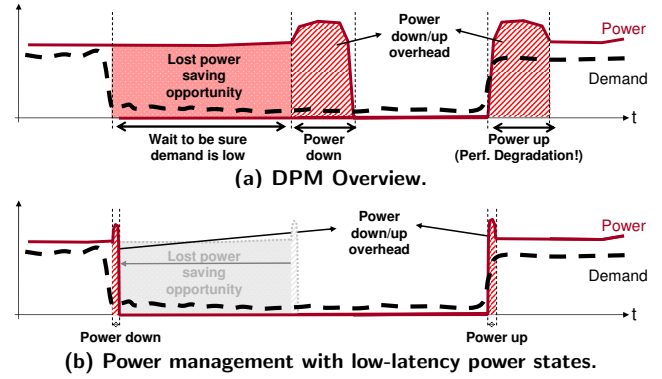 Power
down/up
overhead
Power
Lost power
saving
opportunity
Demand
t
Wait to be sure
demand is low
Power
down
Power up
(Perf. Degradation!)
(a) DPM Overview.
Power
down/up
overhead
Power
Lost power
saving
opportunity
Demand
t
Power down
Power up
(b) Power management with low-latency power states.